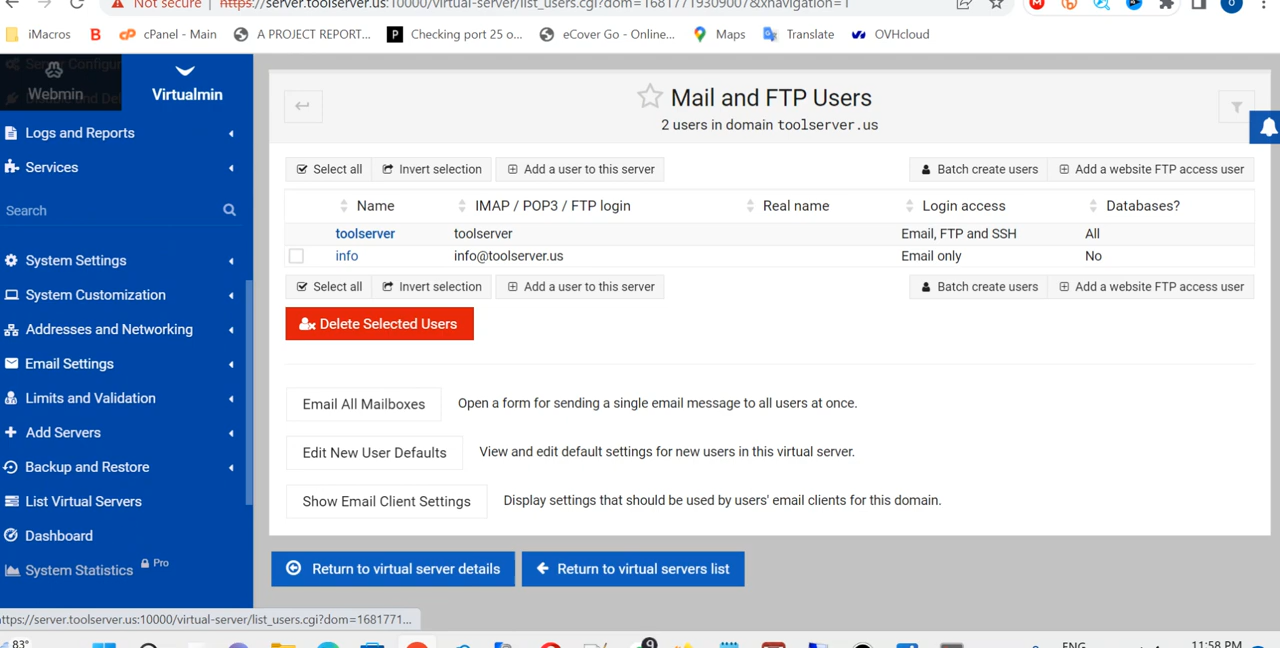 Not secure | https://server.toolserver.us:10000/virtual-server/list_users.cgi?dom=16817719309007&xnavigation=1
iMacros
cPanel - Main
A PROJECT REPORT...
Checking port 25 o...
eCover Go - Online...
Maps
Translate
OVHcloud
Webmin
Virtualmin
Logs and Reports
Services
Search
System Settings
System Customization
Addresses and Networking
Email Settings
Limits and Validation
Add Servers
Backup and Restore
List Virtual Servers
Dashboard
System Statistics Pro
Mail and FTP Users
2 users in domain toolserver.us
Select all Invert selection Add a user to this server Batch create users Add a website FTP access user
Name IMAP / POP3 / FTP login Real name Login access Databases?
toolserver toolserver Email, FTP and SSH All
info info@toolserver.us Email only No
Select all Invert selection Add a user to this server Batch create users Add a website FTP access user
Delete Selected Users
Email All Mailboxes Open a form for sending a single email message to all users at once.
Edit New User Defaults View and edit default settings for new users in this virtual server.
Show Email Client Settings Display settings that should be used by users' email clients for this domain.
Return to virtual server details Return to virtual servers list
ttps://server.toolserver.us:10000/virtual-server/list_users.cgi?dom=1681771...
83°
9
ENG
11:58 PM